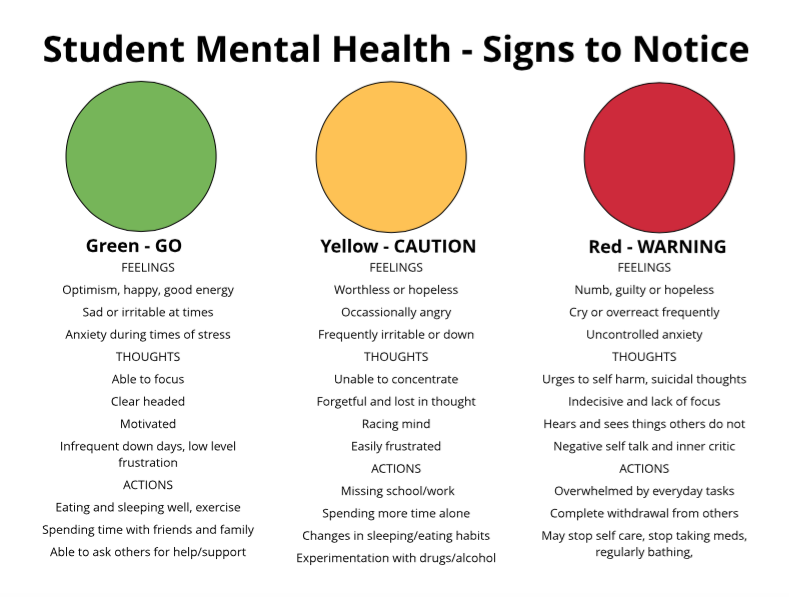 Student Mental Health - Signs to Notice
Green - GO
FEELINGS
Optimism, happy, good energy
Sad or irritable at times
Anxiety during times of stress
THOUGHTS
Able to focus
Clear headed
Motivated
Infrequent down days, low level
frustration
ACTIONS
Eating and sleeping well, exercise
Spending time with friends and family
Able to ask others for help/support
Yellow - CAUTION
FEELINGS
Worthless or hopeless
Occassionally angry
Frequently irritable or down
THOUGHTS
Unable to concentrate
Forgetful and lost in thought
Racing mind
Easily frustrated
ACTIONS
Missing school/work
Spending more time alone
Changes in sleeping/eating habits
Experimentation with drugs/alcohol
Red - WARNING
FEELINGS
Numb, guilty or hopeless
Cry or overreact frequently
Uncontrolled anxiety
THOUGHTS
Urges to self harm, suicidal thoughts
Indecisive and lack of focus
Hears and sees things others do not
Negative self talk and inner critic
ACTIONS
Overwhelmed by everyday tasks
Complete withdrawal from others
May stop self care, stop taking meds,
regularly bathing,